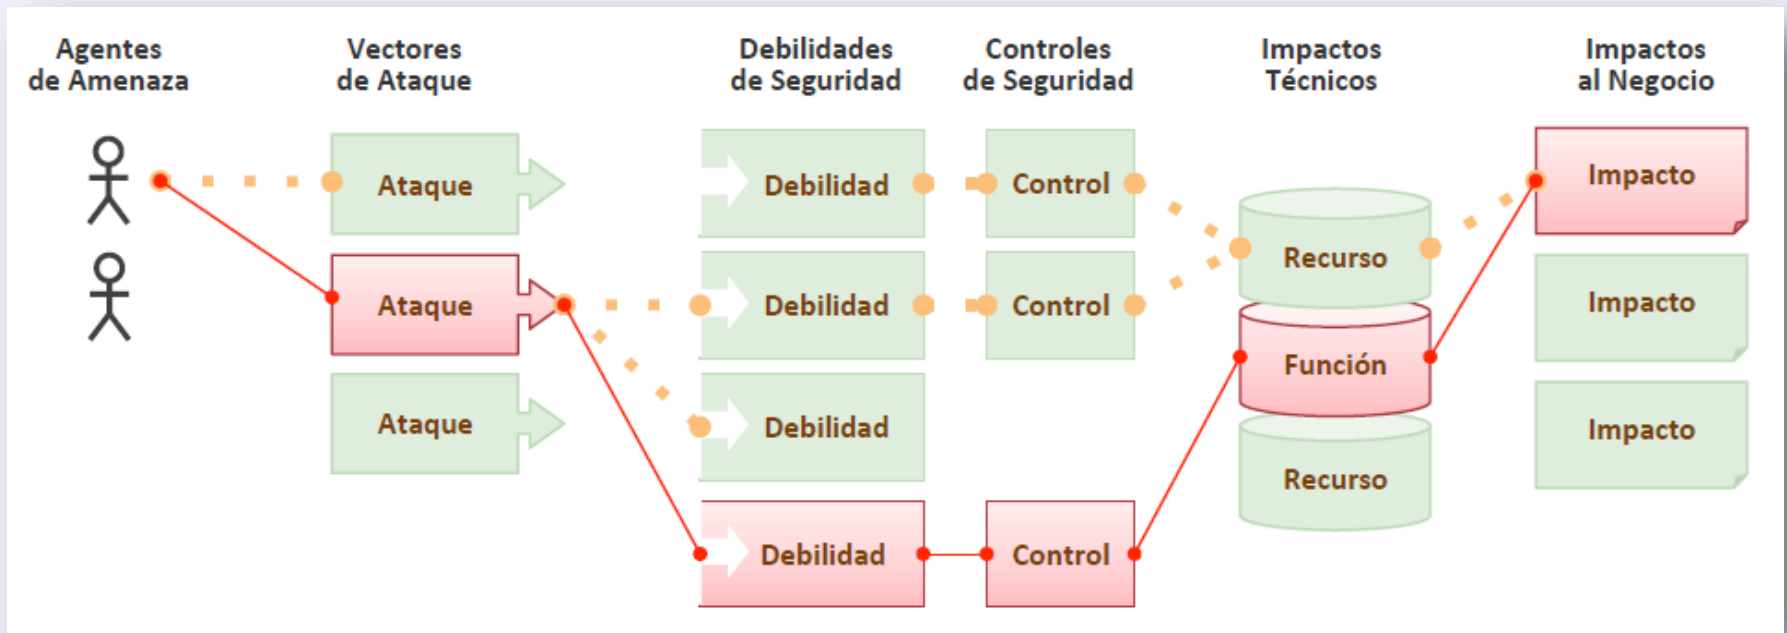 Agentes
de Amenaza
Vectores
de Ataque
Debilidades
de Seguridad
Controles
de Seguridad
Impactos
Técnicos
Impactos
al Negocio
Ataque
Debilidad
Control
Impacto
Recurso
Ataque
Debilidad
Control
Impacto
Función
Ataque
Debilidad
Impacto
Recurso
Debilidad
Control